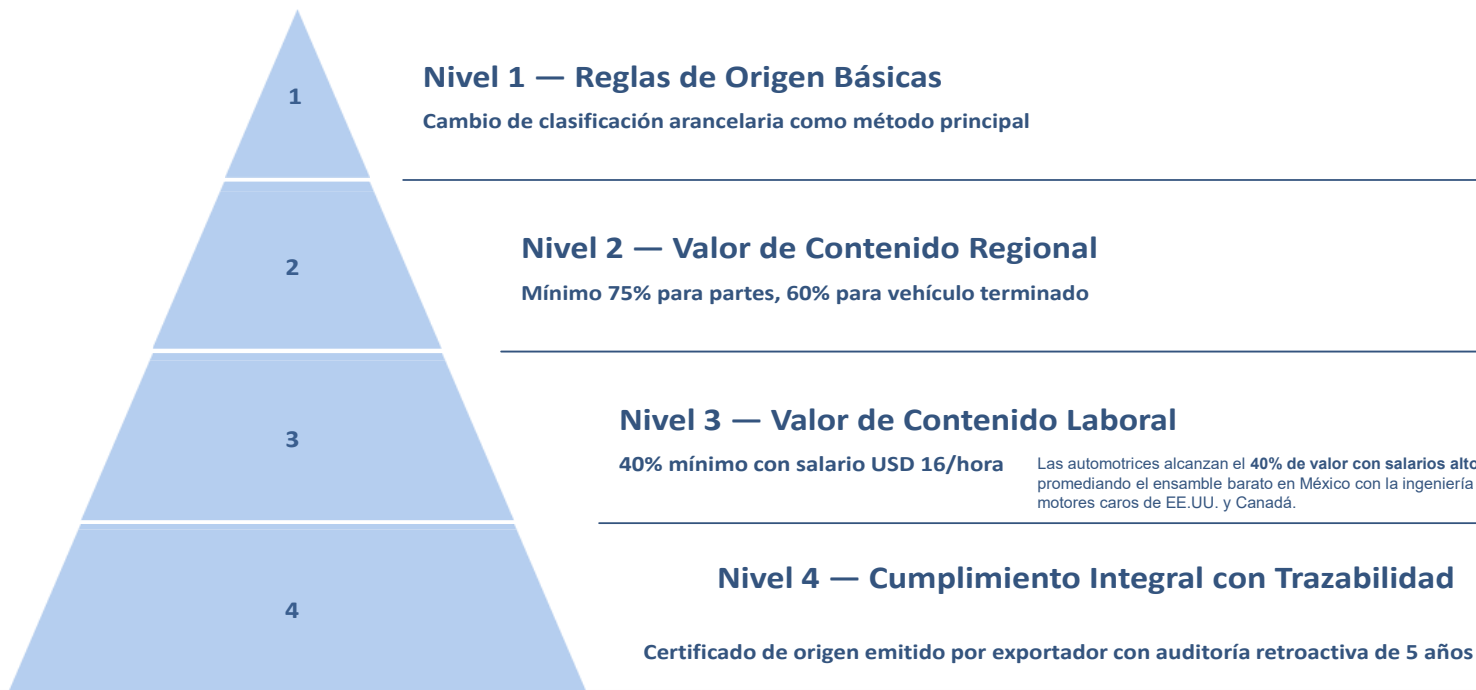 1
Nivel 1 — Reglas de Origen Básicas
Cambio de clasificación arancelaria como método principal
2
Nivel 2 — Valor de Contenido Regional
Mínimo 75% para partes, 60% para vehículo terminado
3
Nivel 3 — Valor de Contenido Laboral
40% mínimo con salario USD 16/hora
Las automotrices alcanzan el 40% de valor con salarios alto
promediando el ensamble barato en México con la ingeniería
motores caros de EE.UU. y Canadá.
4
Nivel 4 — Cumplimiento Integral con Trazabilidad
Certificado de origen emitido por exportador con auditoría retroactiva de 5 años